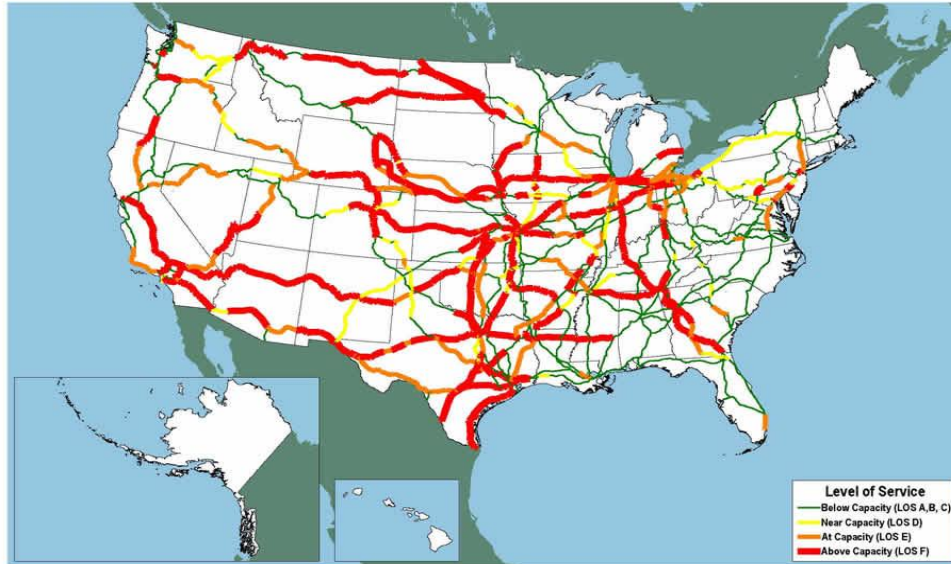 Level of Service
Below Capacity (LOS A,B, C)
Near Capacity (LOS D)
At Capacity (LOS E)
Above Capacity (LOS F)